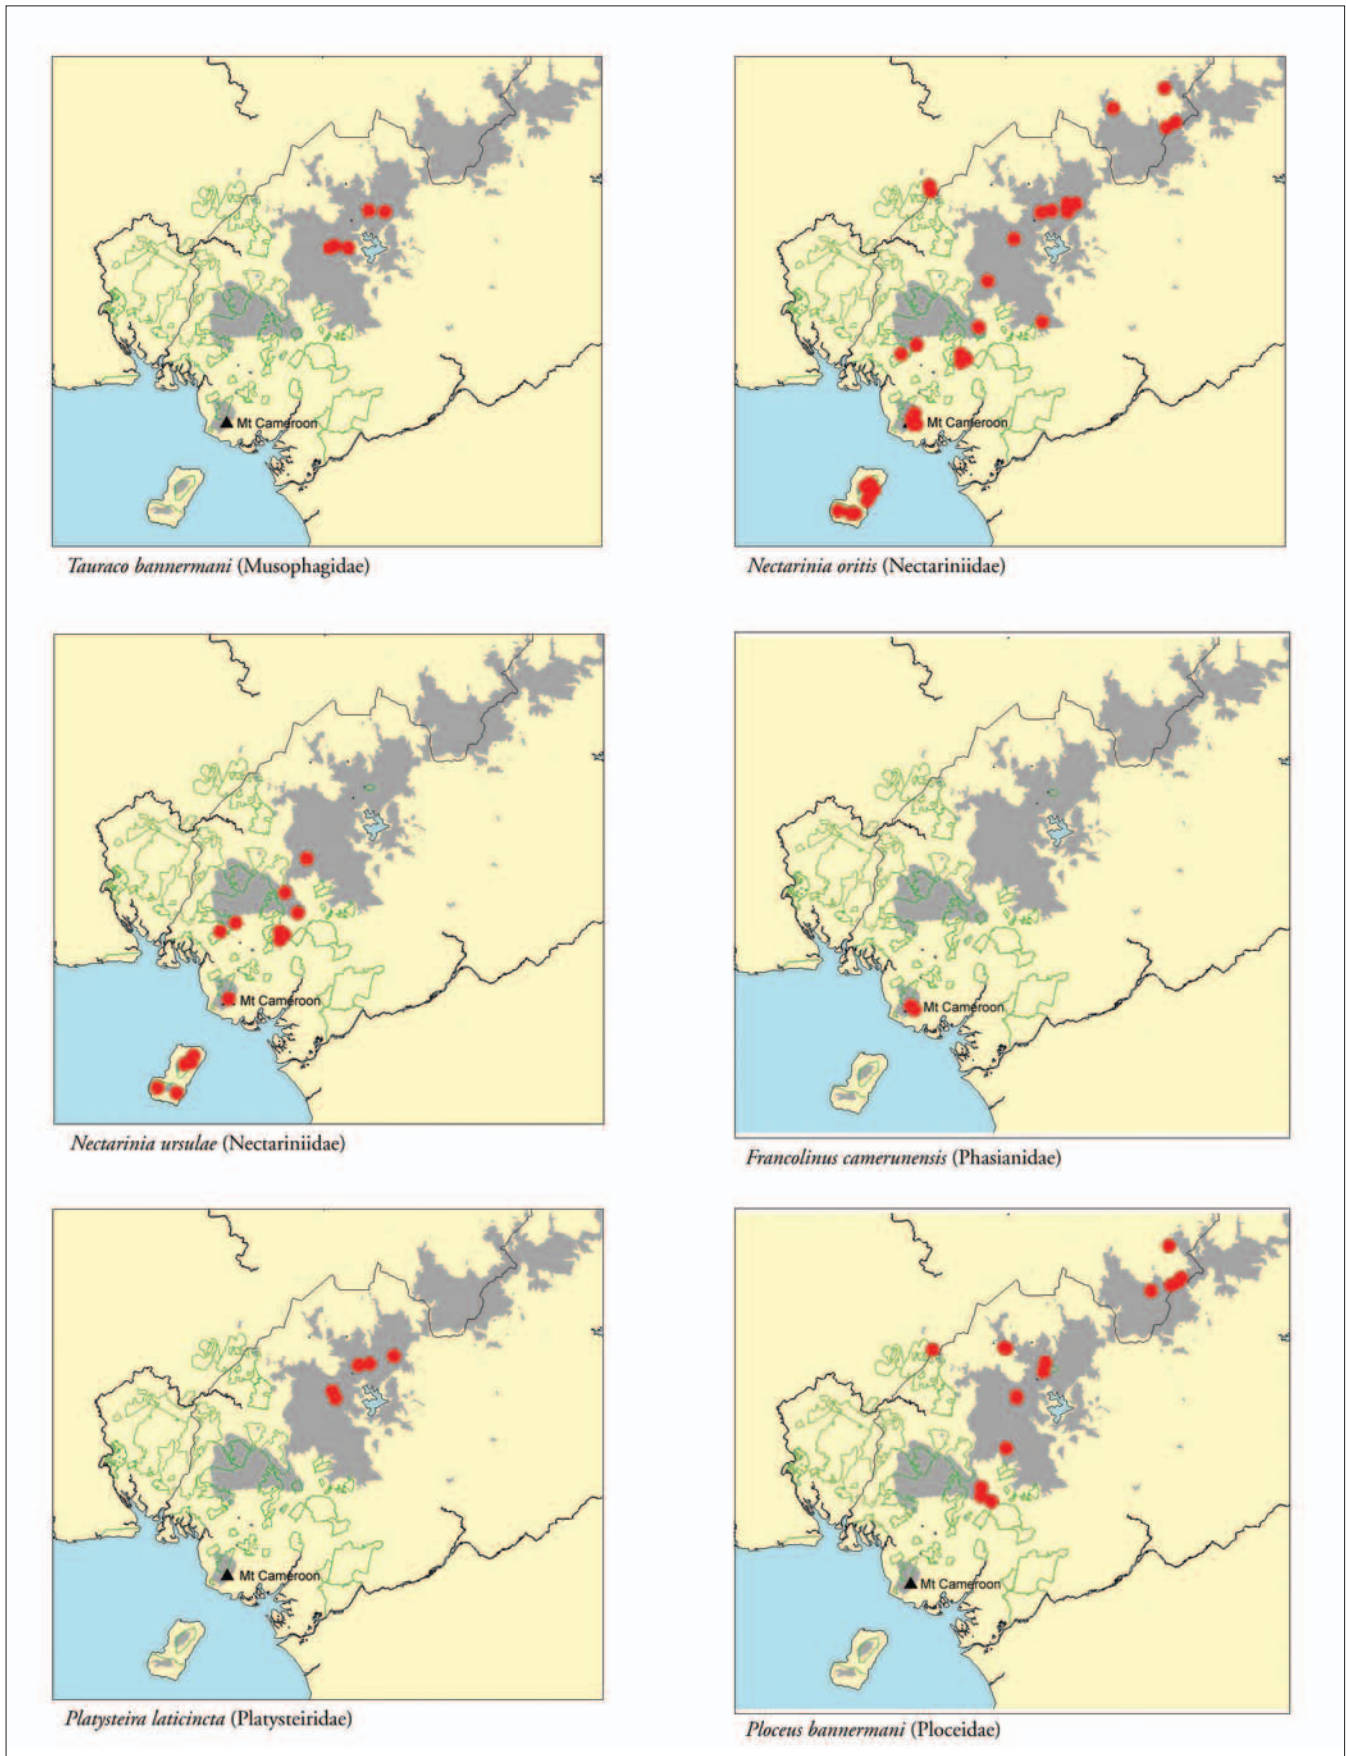 Mt Cameroon
Tauraco bannermani (Musophagidae)
Mt Cameroon
Nectarinia oritis (Nectariniidae)
Mt Cameroon
Nectarinia ursulae (Nectariniidae)
Mt Cameroon
Francolinus camerunensis (Phasianidae)
Mt Cameroon
Platysteira laticincta (Platysteiridae)
Mt Cameroon
Ploceus bannermani (Ploceidae)